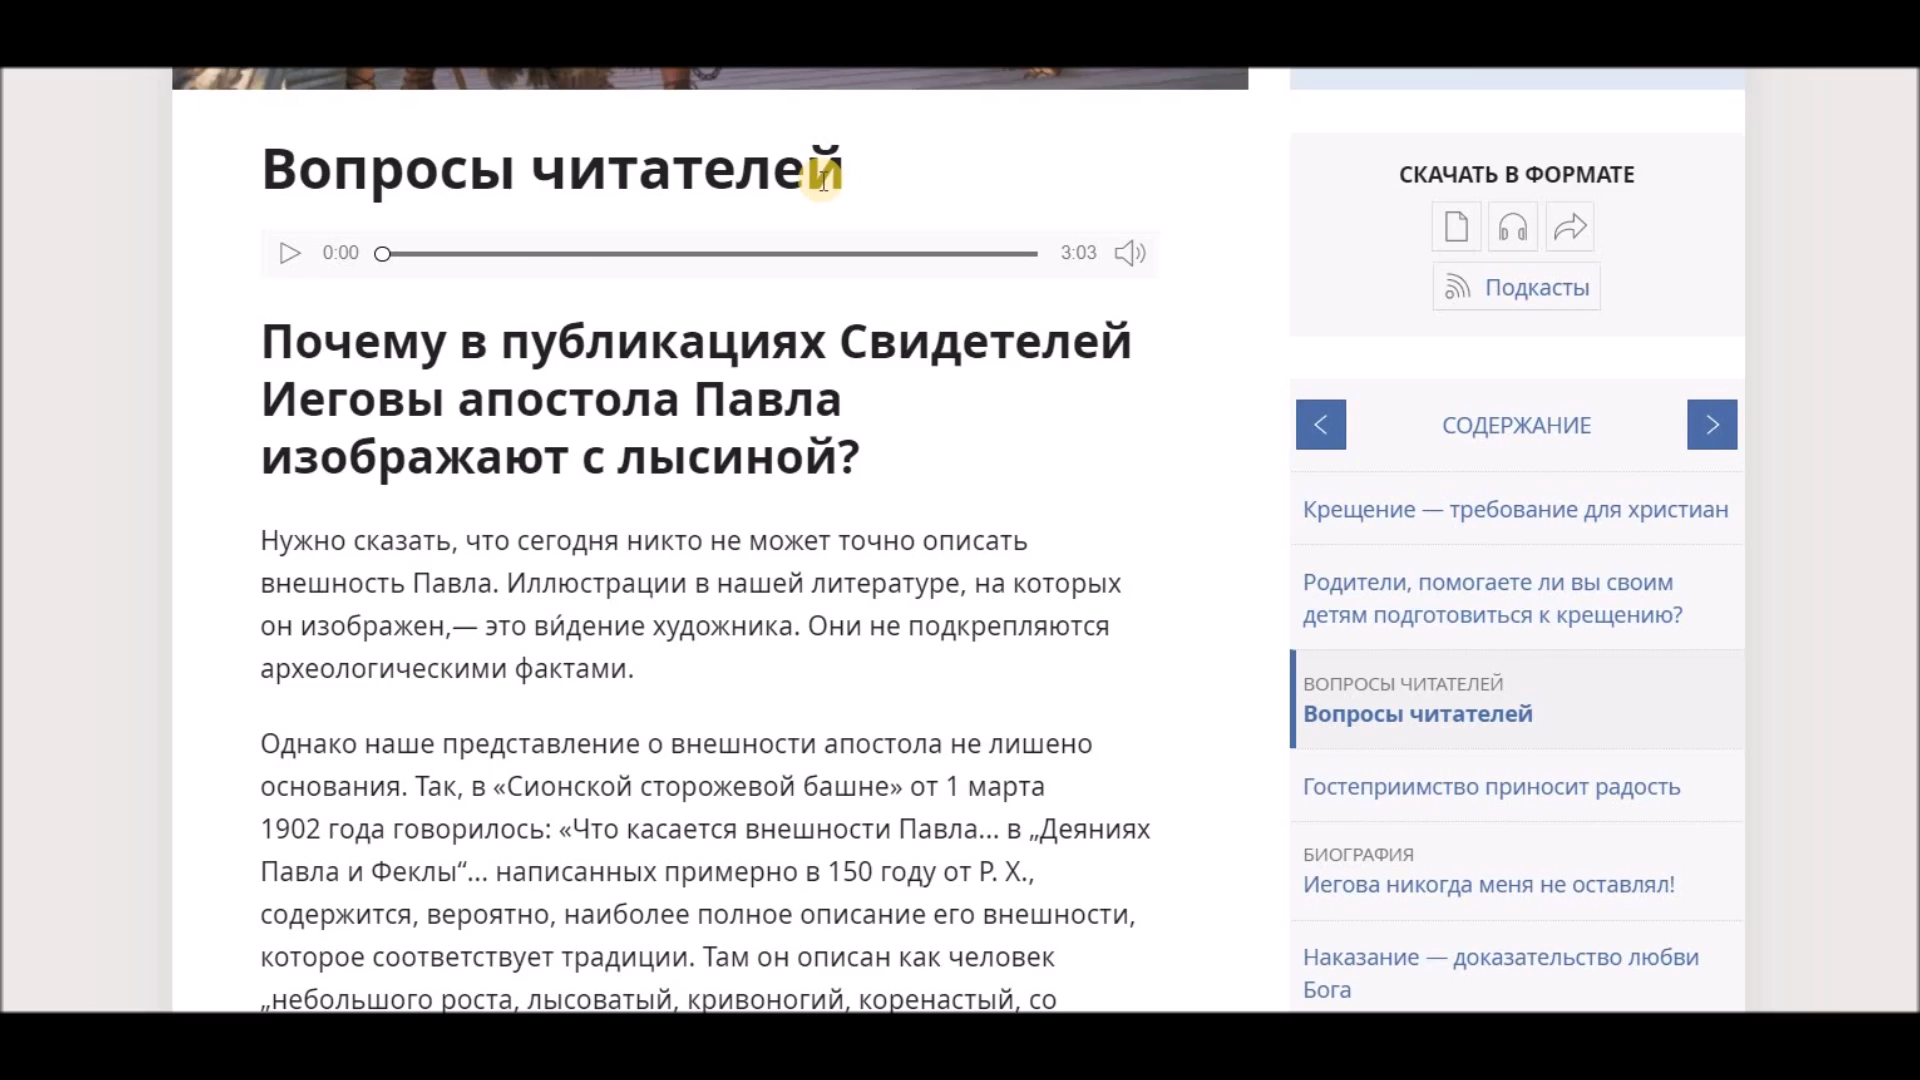 Вопросы читателей
0:00
3:03
Почему в публикациях Свидетелей
Иеговы апостола Павла
изображают с лысиной?
Нужно сказать, что сегодня никто не может точно описать
внешность Павла. Иллюстрации в нашей литературе, на которых
он изображен,— это ви́дение художника. Они не подкрепляются
археологическими фактами.
Однако наше представление о внешности апостола не лишено
основания. Так, в «Сионской сторожевой башне» от 1 марта
1902 года говорилось: «Что касается внешности Павла... в „Деяниях
Павла и Феклы“... написанных примерно в 150 году от Р. Х.,
содержится, вероятно, наиболее полное описание его внешности,
которое соответствует традиции. Там он описан как человек
„небольшого роста, лысоватый, кривоногий, коренастый, со
СКАЧАТЬ В ФОРМАТЕ
Подкасты
СОДЕРЖАНИЕ
Крещение — требование для христиан
Родители, помогаете ли вы своим
детям подготовиться к крещению?
ВОПРОСЫ ЧИТАТЕЛЕЙ
Вопросы читателей
Гостеприимство приносит радость
БИОГРАФИЯ
Иегова никогда меня не оставлял!
Наказание — доказательство любви
Бога